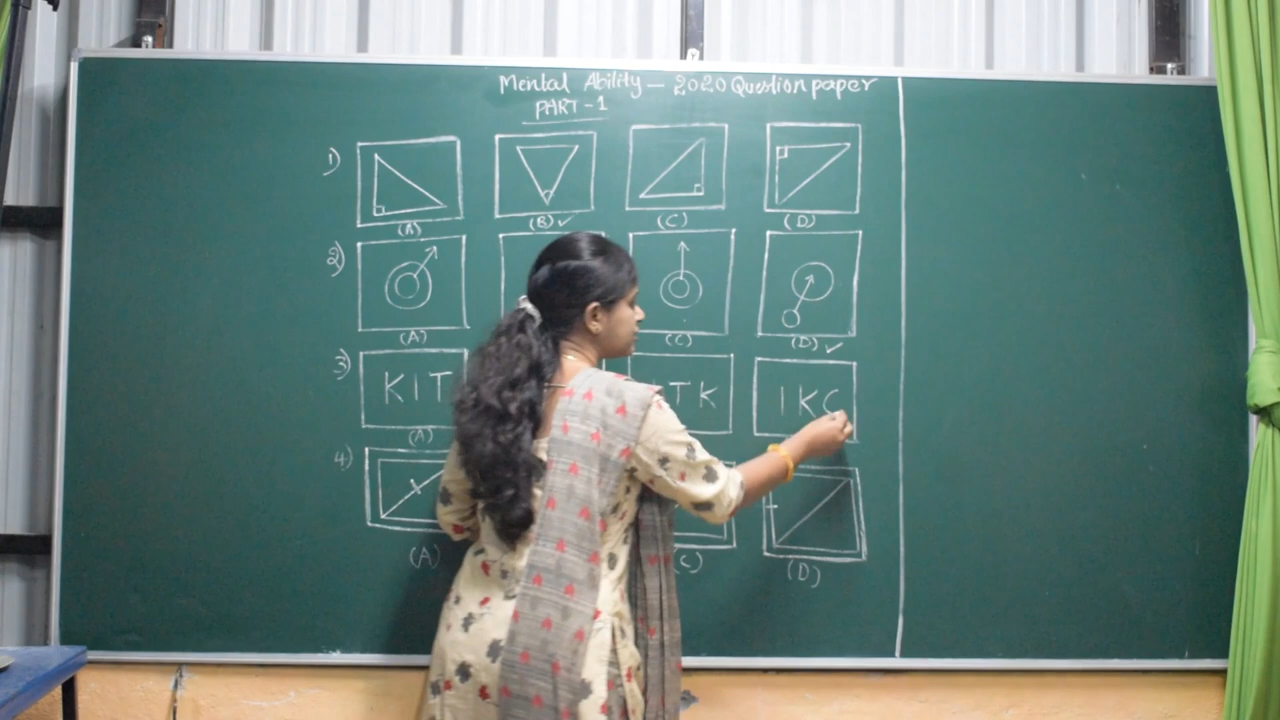 Mental Ability — 2020 Question paper
PART - 1
1)
(A) (B) ✓ (C) (D)
2)
(A) (C) (D) ✓
3) KIT TK IKC
(A)
4)
(A) (C) (D)